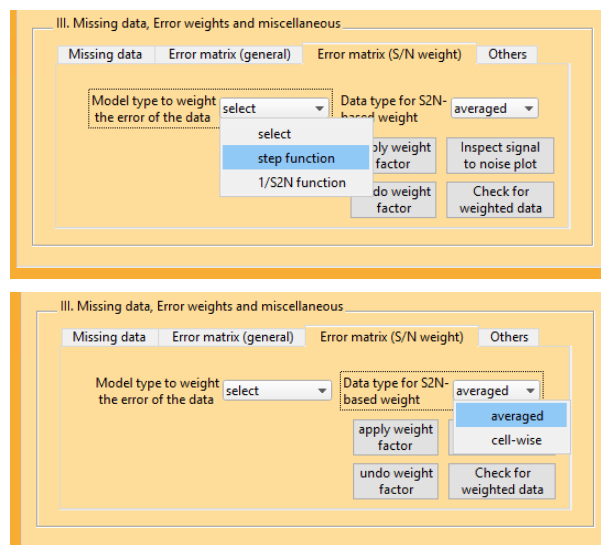 III. Missing data, Error weights and miscellaneous
Missing data Error matrix (general) Error matrix (S/N weight) Others
Model type to weight
the error of the data
select
Data type for S2N-
based weight
averaged
select
step function
1/S2N function
ply weight
factor
Inspect signal
to noise plot
do weight
factor
Check for
weighted data
III. Missing data, Error weights and miscellaneous
Missing data Error matrix (general) Error matrix (S/N weight) Others
Model type to weight
the error of the data
select
Data type for S2N-
based weight
averaged
averaged
cell-wise
apply weight
factor
undo weight
factor
Check for
weighted data